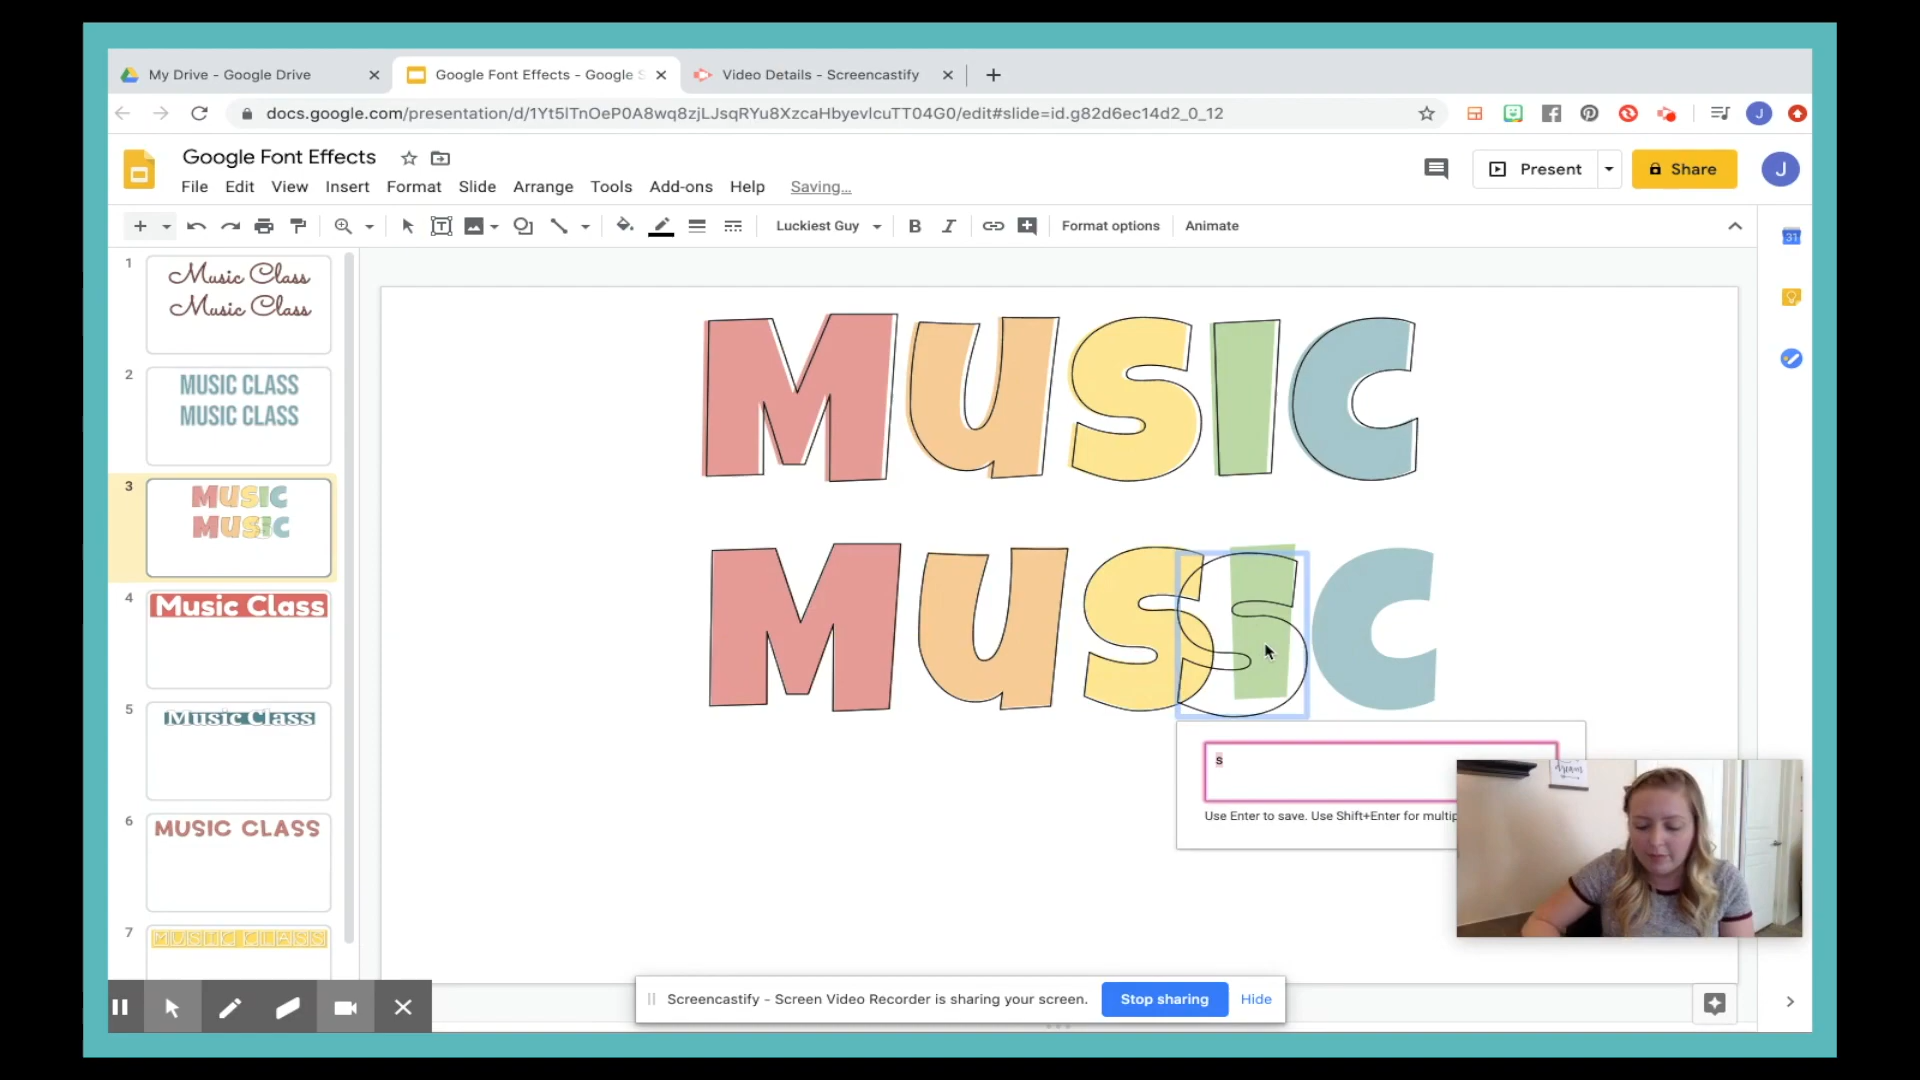 My Drive - Google Drive
Google Font Effects - Google S
Video Details - Screencastify
docs.google.com/presentation/d/1Yt5lTnOeP0A8wq8zjLJsqRYu8XzcaHbyevlcuTT04G0/edit#slide=id.g82d6ec14d2_0_12
J
Google Font Effects
Present
Share
J
File Edit View Insert Format Slide Arrange Tools Add-ons Help Saving...
Luckiest Guy B I Format options Animate
31
1
Music Class
Music Class
2
MUSIC CLASS
MUSIC CLASS
3
MUSIC
MUSIC
4
Music Class
5
Music Class
6
MUSIC CLASS
7
MUSIC CLASS
MUSIC
MUSIC
S
s
Use Enter to save. Use Shift+Enter for multip
dream
Screencastify - Screen Video Recorder is sharing your screen. Stop sharing Hide